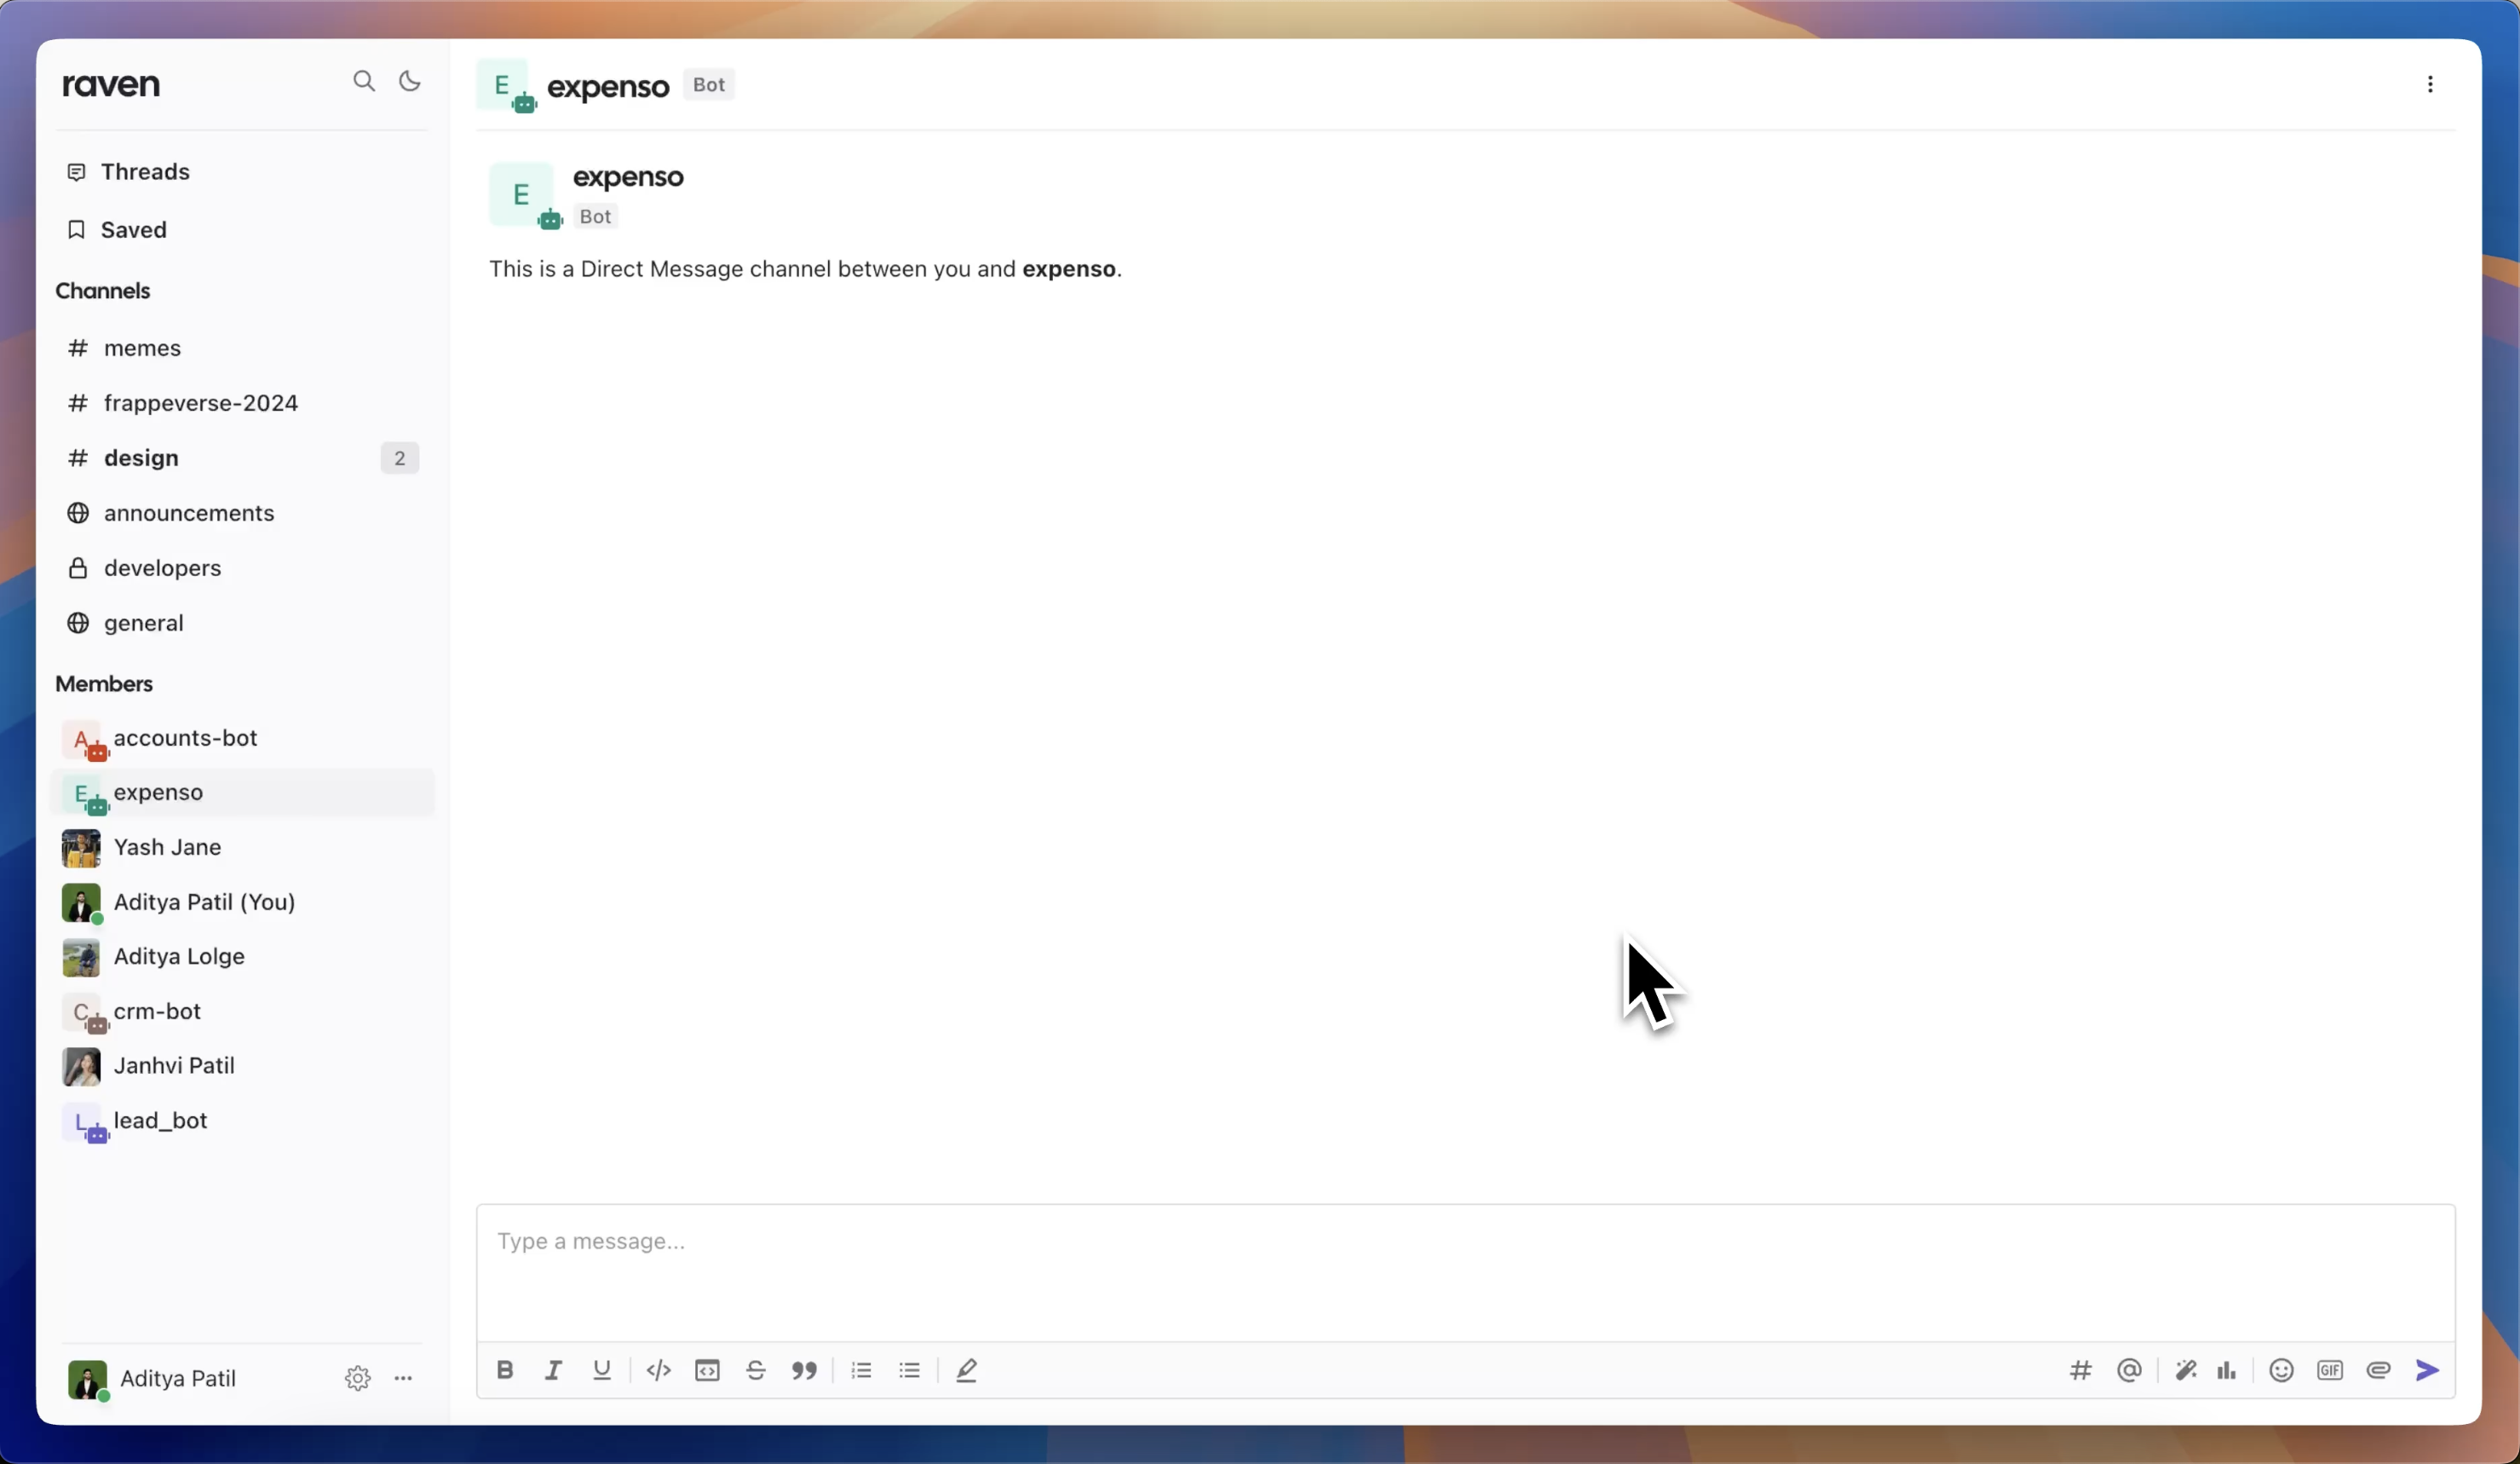 raven
Threads
Saved
Channels
# memes
# frappeverse-2024
# design 2
announcements
developers
general
Members
A accounts-bot
E expenso
Yash Jane
Aditya Patil (You)
Aditya Lolge
C crm-bot
Janhvi Patil
L lead_bot
Aditya Patil
E expenso Bot
E expenso
Bot
This is a Direct Message channel between you and expenso.
Type a message...
B I U </> S # @ GIF